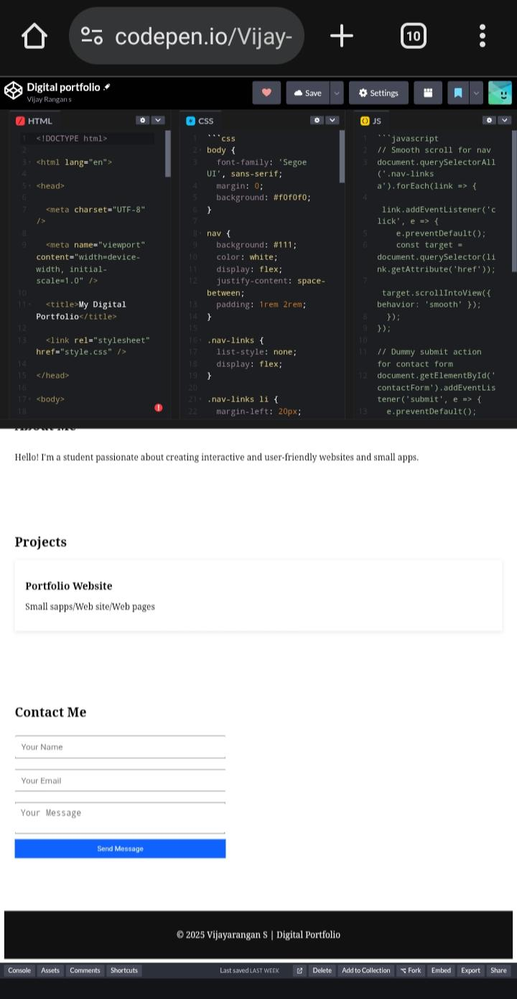 codepen.io/Vijay-
10
Digital portfolio
Vijay Rangan s
Save
Settings
HTML
1 <!DOCTYPE html>
2
3 <html lang="en">
4
5 <head>
6
7 <meta charset="UTF-8"
/>
8
9 <meta name="viewport"
content="width=device-
width, initial-
scale=1.0" />
10
11 <title>My Digital
Portfolio</title>
12
13 <link rel="stylesheet"
href="style.css" />
14
15 </head>
16
17 <body>
18
CSS
1 ```css
2 body {
3 font-family: 'Segoe
UI', sans-serif;
4 margin: 0;
5 background: #f0f0f0;
6 }
7
8 nav {
9 background: #111;
10 color: white;
11 display: flex;
12 justify-content: space-
between;
13 padding: 1rem 2rem;
14 }
15
16 .nav-links {
17 list-style: none;
18 display: flex;
19 }
20
21 .nav-links li {
22 margin-left: 20px;
JS
1 ```javascript
2 // Smooth scroll for nav
3 document.querySelectorAll
('.nav-links
a').forEach(link => {
4
link.addEventListener('c
lick', e => {
5 e.preventDefault();
6 const target =
document.querySelector(li
nk.getAttribute('href'));
7
target.scrollIntoView({
behavior: 'smooth' });
8 });
9 });
10
11 // Dummy submit action
for contact form
12 document.getElementById('
contactForm').addEventLis
tener('submit', e => {
13 e.preventDefault();
About Me
Hello! I'm a student passionate about creating interactive and user-friendly websites and small apps.
Projects
Portfolio Website
Small sapps/Web site/Web pages
Contact Me
Your Name
Your Email
Your Message
Send Message
© 2025 Vijayarangan S | Digital Portfolio
Console Assets Comments Shortcuts Last saved LAST WEEK Delete Add to Collection Fork Embed Export Share